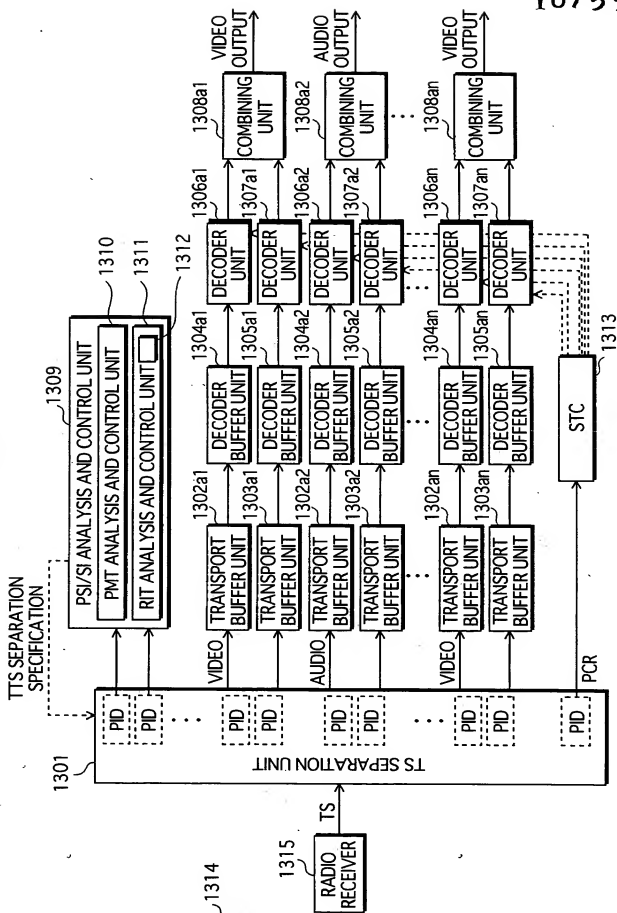 1314
1315
RADIO
RECEIVER
TS
1301
TS SEPARATION UNIT
TTS SEPARATION
SPECIFICATION
1309
PSI/SI ANALYSIS AND CONTROL UNIT
PMT ANALYSIS AND CONTROL UNIT
1310
RIT ANALYSIS AND CONTROL UNIT
1311
1312
PID
PID
...
PID
PID
PID
PID
...
PID
PID
PID
VIDEO
AUDIO
VIDEO
PCR
1302a1
TRANSPORT
BUFFER UNIT
1304a1
DECODER
BUFFER UNIT
1306a1
DECODER
UNIT
1303a1
TRANSPORT
BUFFER UNIT
1305a1
DECODER
BUFFER UNIT
1307a1
DECODER
UNIT
1308a1
COMBINING
UNIT
VIDEO
OUTPUT
1302a2
TRANSPORT
BUFFER UNIT
1304a2
DECODER
BUFFER UNIT
1306a2
DECODER
UNIT
1303a2
TRANSPORT
BUFFER UNIT
1305a2
DECODER
BUFFER UNIT
1307a2
DECODER
UNIT
1308a2
COMBINING
UNIT
AUDIO
OUTPUT
...
...
...
...
1302an
TRANSPORT
BUFFER UNIT
1304an
DECODER
BUFFER UNIT
1306an
DECODER
UNIT
1303an
TRANSPORT
BUFFER UNIT
1305an
DECODER
BUFFER UNIT
1307an
DECODER
UNIT
1308an
COMBINING
UNIT
VIDEO
OUTPUT
STC
1313